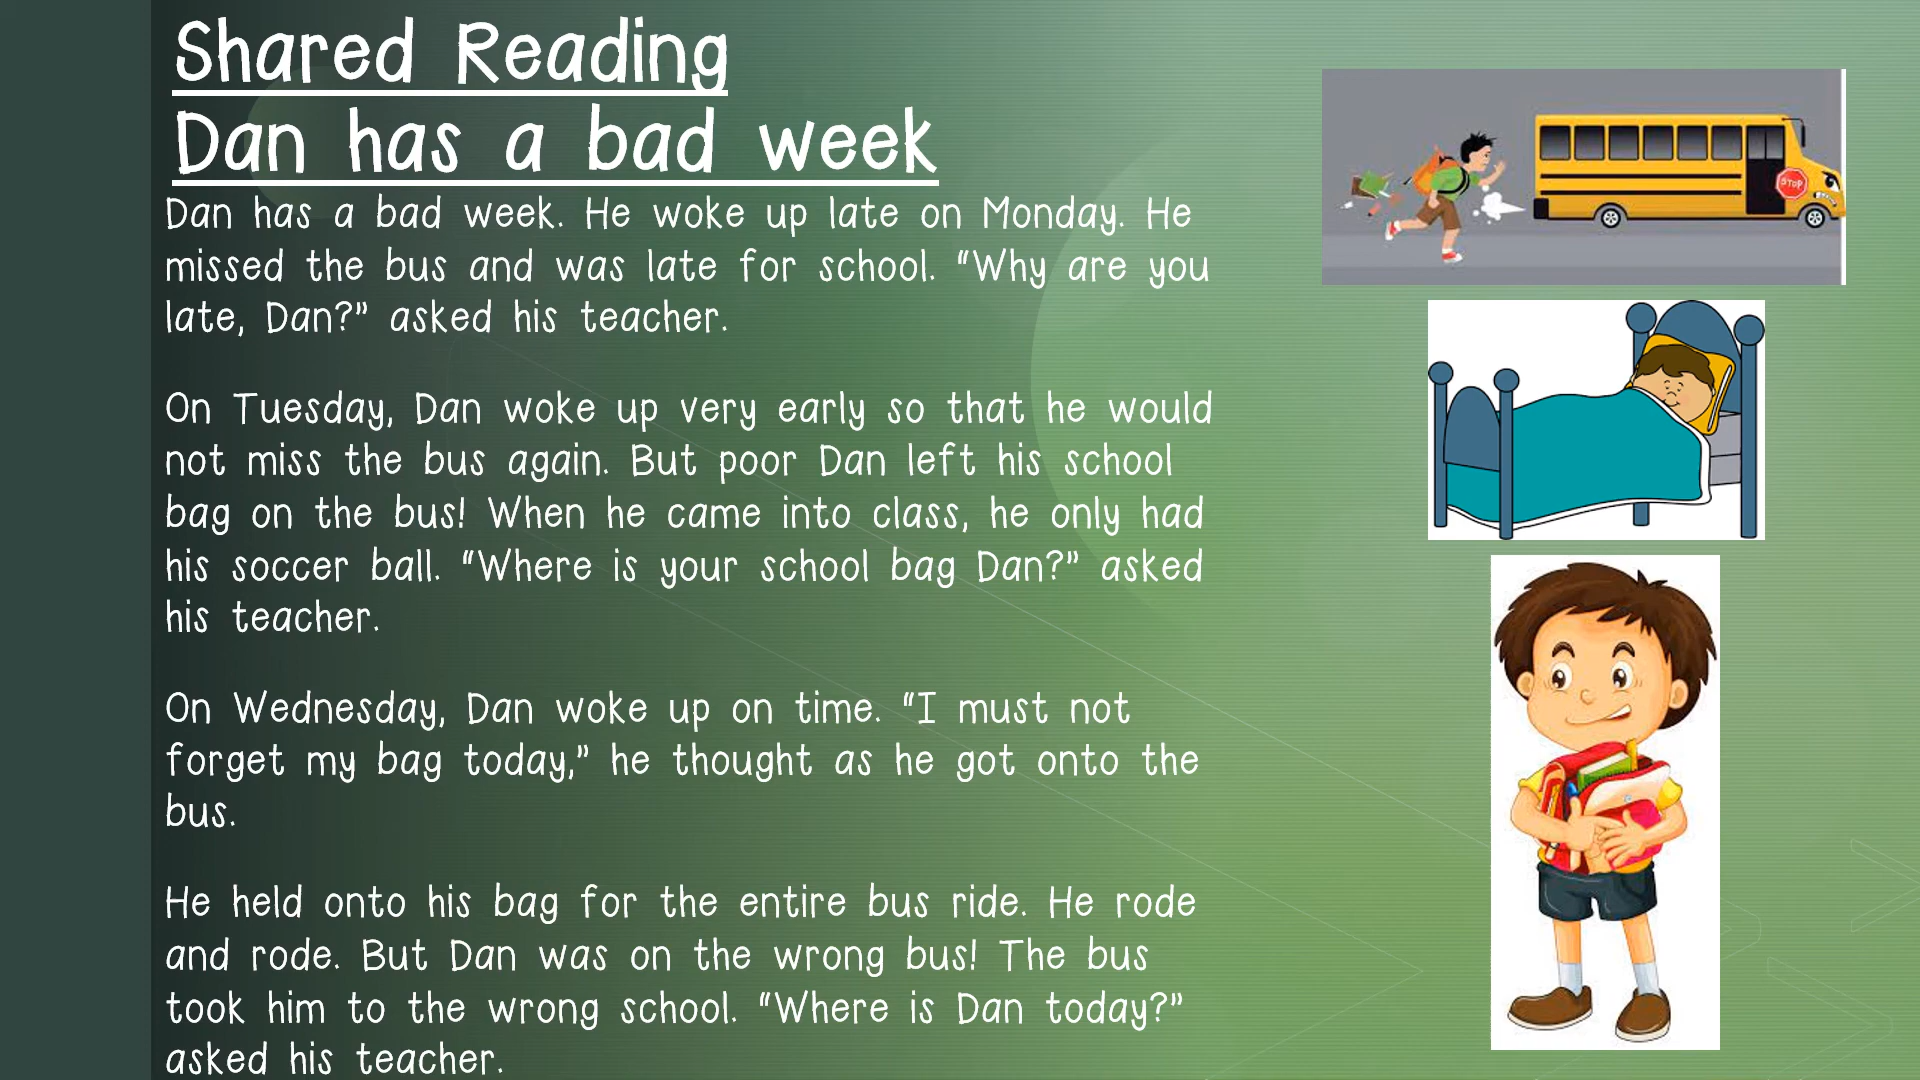 Shared Reading
Dan has a bad week
Dan has a bad week. He woke up late on Monday. He
missed the bus and was late for school. "Why are you
late, Dan?" asked his teacher.
On Tuesday, Dan woke up very early so that he would
not miss the bus again. But poor Dan left his school
bag on the bus! When he came into class, he only had
his soccer ball. "Where is your school bag Dan?" asked
his teacher.
On Wednesday, Dan woke up on time. "I must not
forget my bag today," he thought as he got onto the
bus.
He held onto his bag for the entire bus ride. He rode
and rode. But Dan was on the wrong bus! The bus
took him to the wrong school. "Where is Dan today?"
asked his teacher.
STOP